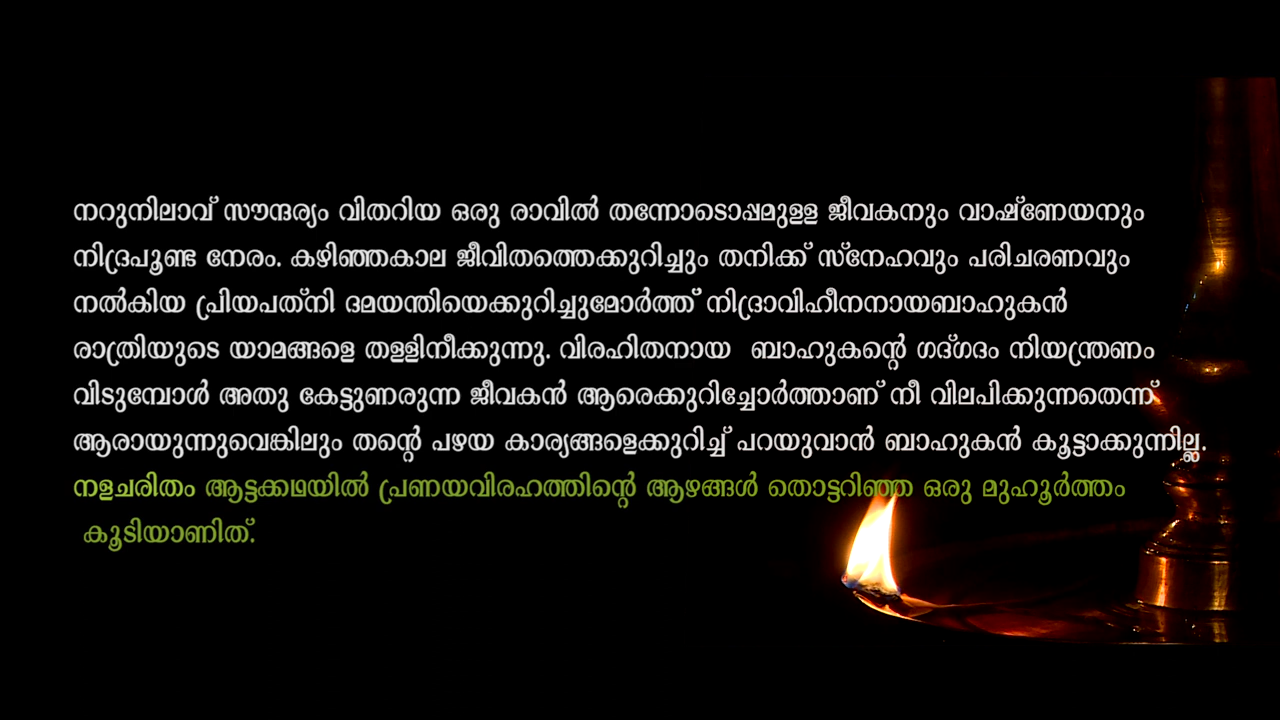 നറുനിലാവ് സൗന്ദര്യം വിതറിയ ഒരു രാവിൽ തന്നോടൊപ്പമുളള ജീവകനും വാഷ്ണേയനും
നിദ്രപൂണ്ട നേരം. കഴിഞ്ഞകാല ജീവിതത്തെക്കുറിച്ചും തനിക്ക് സ്നേഹവും പരിചരണവും
നൽകിയ പ്രിയപത്നി ദമയന്തിയെക്കുറിച്ചുമോർത്ത് നിദ്രാവിഹീനനായബാഹുകൻ
രാത്രിയുടെ യാമങ്ങളെ തള്ളിനീക്കുന്നു. വിരഹിതനായ ബാഹുകന്റെ ഗദ്ഗദം നിയന്ത്രണം
വിടുമ്പോൾ അതു കേട്ടുണരുന്ന ജീവകൻ ആരെക്കുറിച്ചോർത്താണ് നീ വിലപിക്കുന്നതെന്ന്
ആരായുന്നുവെങ്കിലും തന്റെ പഴയ കാര്യങ്ങളെക്കുറിച്ച് പറയുവാൻ ബാഹുകൻ കൂട്ടാക്കുന്നില്ല.
നളചരിതം ആട്ടക്കഥയിൽ പ്രണയവിരഹത്തിന്റെ ആഴങ്ങൾ തൊട്ടറിഞ്ഞ ഒരു മുഹൂർത്തം
കൂടിയാണിത്.